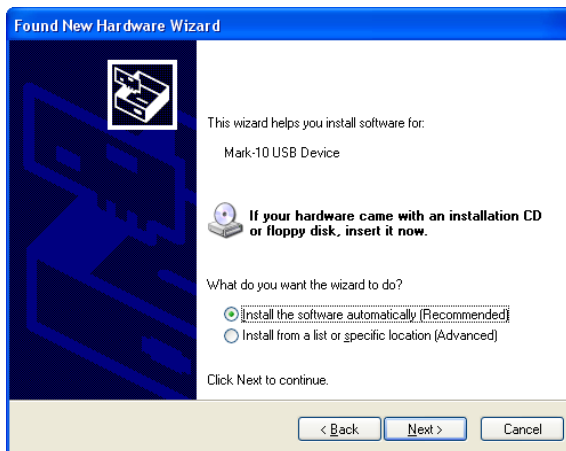 Found New Hardware Wizard
This wizard helps you install software for:
Mark-10 USB Device
If your hardware came with an installation CD
or floppy disk, insert it now.
What do you want the wizard to do?
Install the software automatically (Recommended)
Install from a list or specific location (Advanced)
Click Next to continue.
< Back Next > Cancel